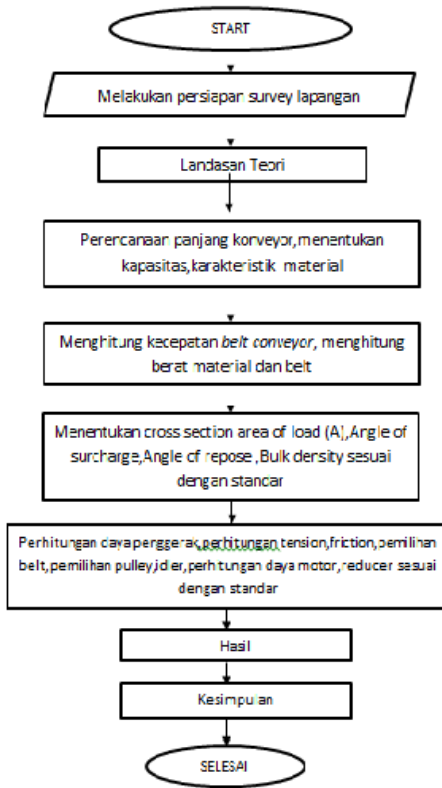 START
Melakukan persiapan survey lapangan
Landasan Teori
Perencanaan panjang konveyor,menentukan
kapasitas,karakteristik material
Menghitung kecepatan belt conveyor, menghitung
berat material dan belt
Menentukan cross section area of load (A),Angle of
surcharge,Angle of repose ,Bulk density sesuai
dengan standar
Perhitungan daya penggerak,perhitungan tension,friction,pemilihan
belt,pemilihan pulley,idler,perhitungan daya motor,reducer sesuai
dengan standar
Hasil
Kesimpulan
SELESAI